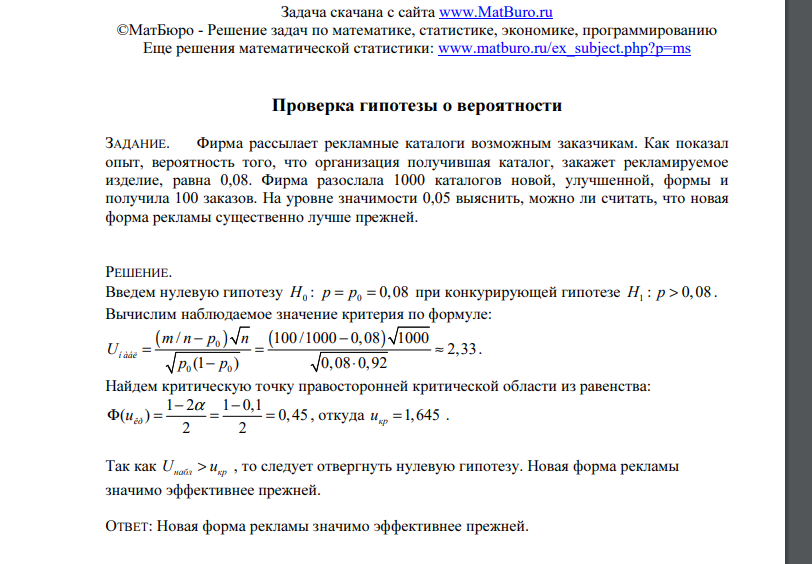 Задача скачана с сайта www.MatBuro.ru
©МатБюро - Решение задач по математике, статистике, экономике, программированию
Еще решения математической статистики: www.matburo.ru/ex_subject.php?p=ms
Проверка гипотезы о вероятности
ЗАДАНИЕ. Фирма рассылает рекламные каталоги возможным заказчикам. Как показал
опыт, вероятность того, что организация получившая каталог, закажет рекламируемое
изделие, равна 0,08. Фирма разослала 1000 каталогов новой, улучшенной, формы и
получила 100 заказов. На уровне значимости 0,05 выяснить, можно ли считать, что новая
форма рекламы существенно лучше прежней.
РЕШЕНИЕ.
Введем нулевую гипотезу H₀ : p = p₀ = 0,08 при конкурирующей гипотезе H₁ : p > 0,08.
Вычислим наблюдаемое значение критерия по формуле:
U_íàáë = (m / n − p₀)√n / √(p₀(1 − p₀)) = (100 / 1000 − 0,08)√1000 / √(0,08·0,92) ≈ 2,33.
Найдем критическую точку правосторонней критической области из равенства:
Φ(u_êð) = (1 − 2α) / 2 = (1 − 0,1) / 2 = 0,45, откуда u_кр = 1,645 .
Так как U_набл > u_кр , то следует отвергнуть нулевую гипотезу. Новая форма рекламы
значимо эффективнее прежней.
ОТВЕТ: Новая форма рекламы значимо эффективнее прежней.